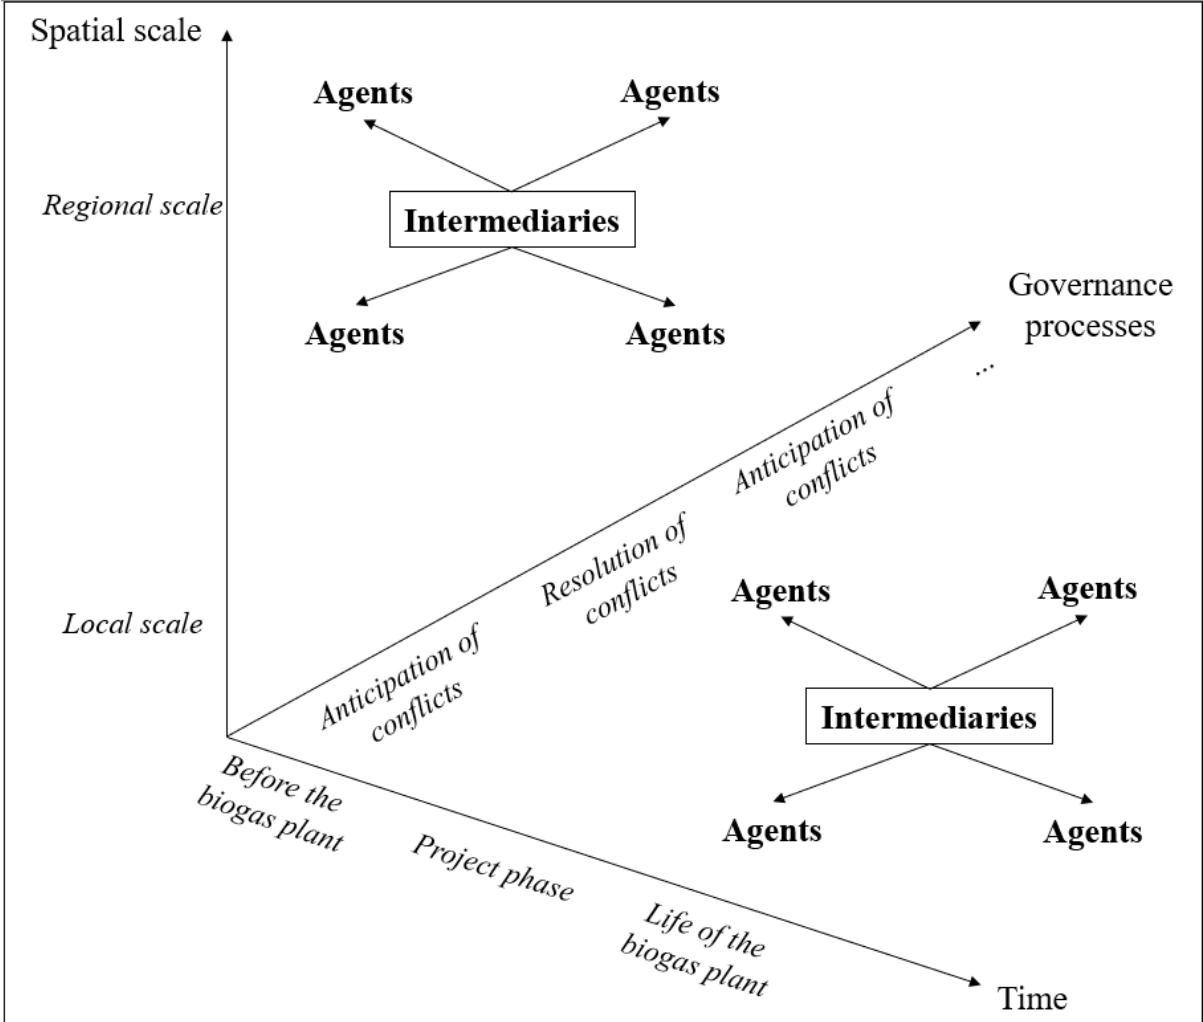 Spatial scale
Agents
Agents
Regional scale
Intermediaries
Agents
Agents
Governance
processes
...
Anticipation of
conflicts
Resolution of
conflicts
Anticipation of
conflicts
Local scale
Agents
Agents
Intermediaries
Agents
Agents
Before the
biogas plant
Project phase
Life of the
biogas plant
Time